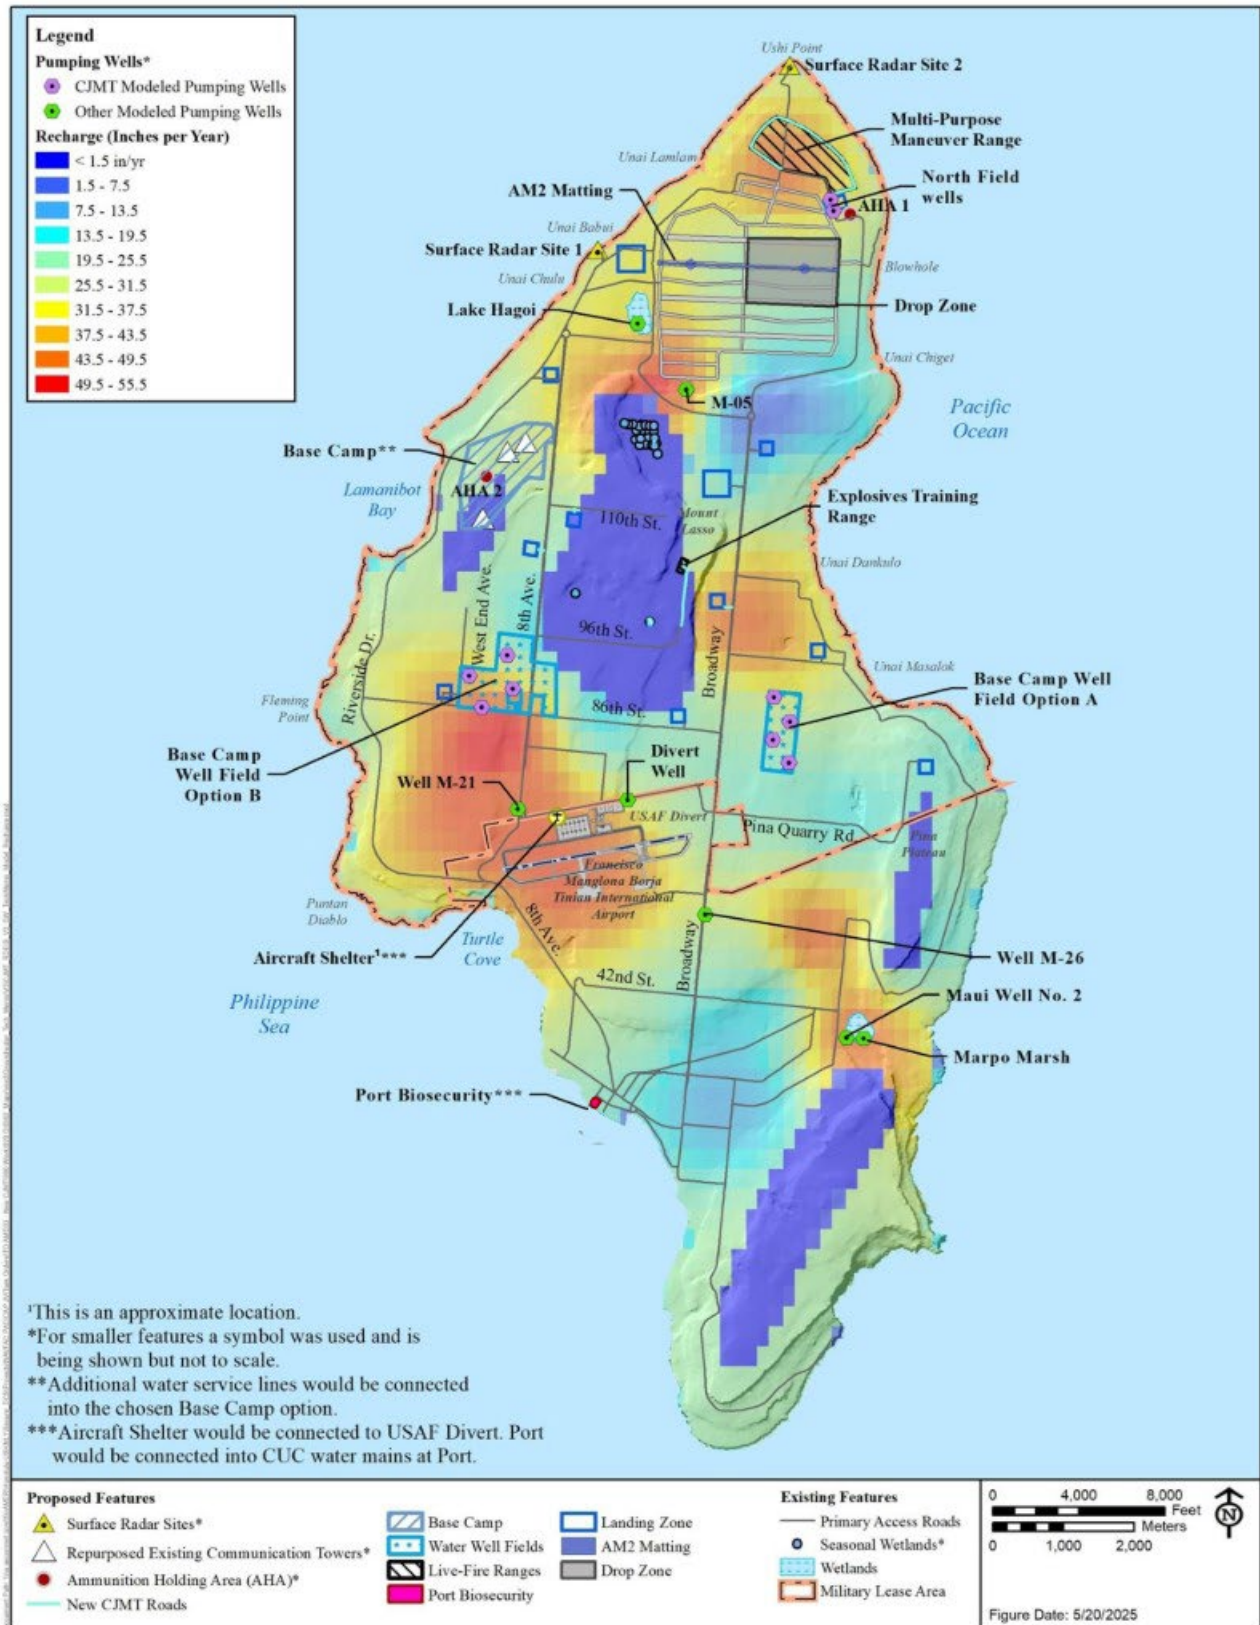 Legend
Pumping Wells*
CJMT Modeled Pumping Wells
Other Modeled Pumping Wells
Recharge (Inches per Year)
< 1.5 in/yr
1.5 - 7.5
7.5 - 13.5
13.5 - 19.5
19.5 - 25.5
25.5 - 31.5
31.5 - 37.5
37.5 - 43.5
43.5 - 49.5
49.5 - 55.5
Ushi Point
Surface Radar Site 2
Multi-Purpose
Maneuver Range
Unai Lamlam
North Field
wells
AM2 Matting
AHA 1
Unai Babui
Surface Radar Site 1
Blowhole
Unai Chulu
Lake Hagoi
Drop Zone
Unai Chiget
M-05
Pacific
Ocean
Base Camp**
AHA 2
Lamanibot
Bay
Explosives Training
Range
110th St.
Mount
Lasso
Unai Dankulo
West End Ave.
8th Ave.
96th St.
Broadway
Riverside Dr.
Unai Masalok
Base Camp Well
Field Option A
Fleming
Point
86th St.
Base Camp
Well Field
Option B
Divert
Well
Well M-21
USAF Divert
Pina Quarry Rd
Pina
Plateau
Francisco
Manglona Borja
Tinian International
Airport
Puntan
Diablo
8th Ave.
Turtle
Cove
Broadway
Aircraft Shelter¹***
Well M-26
42nd St.
Maui Well No. 2
Philippine
Sea
Marpo Marsh
Port Biosecurity***
¹This is an approximate location.
*For smaller features a symbol was used and is
being shown but not to scale.
**Additional water service lines would be connected
into the chosen Base Camp option.
***Aircraft Shelter would be connected to USAF Divert. Port
would be connected into CUC water mains at Port.
Proposed Features
Surface Radar Sites*
Repurposed Existing Communication Towers*
Ammunition Holding Area (AHA)*
New CJMT Roads
Base Camp
Water Well Fields
Live-Fire Ranges
Port Biosecurity
Landing Zone
AM2 Matting
Drop Zone
Existing Features
Primary Access Roads
Seasonal Wetlands*
Wetlands
Military Lease Area
0 4,000 8,000
Feet
Meters
0 1,000 2,000
N
Figure Date: 5/20/2025